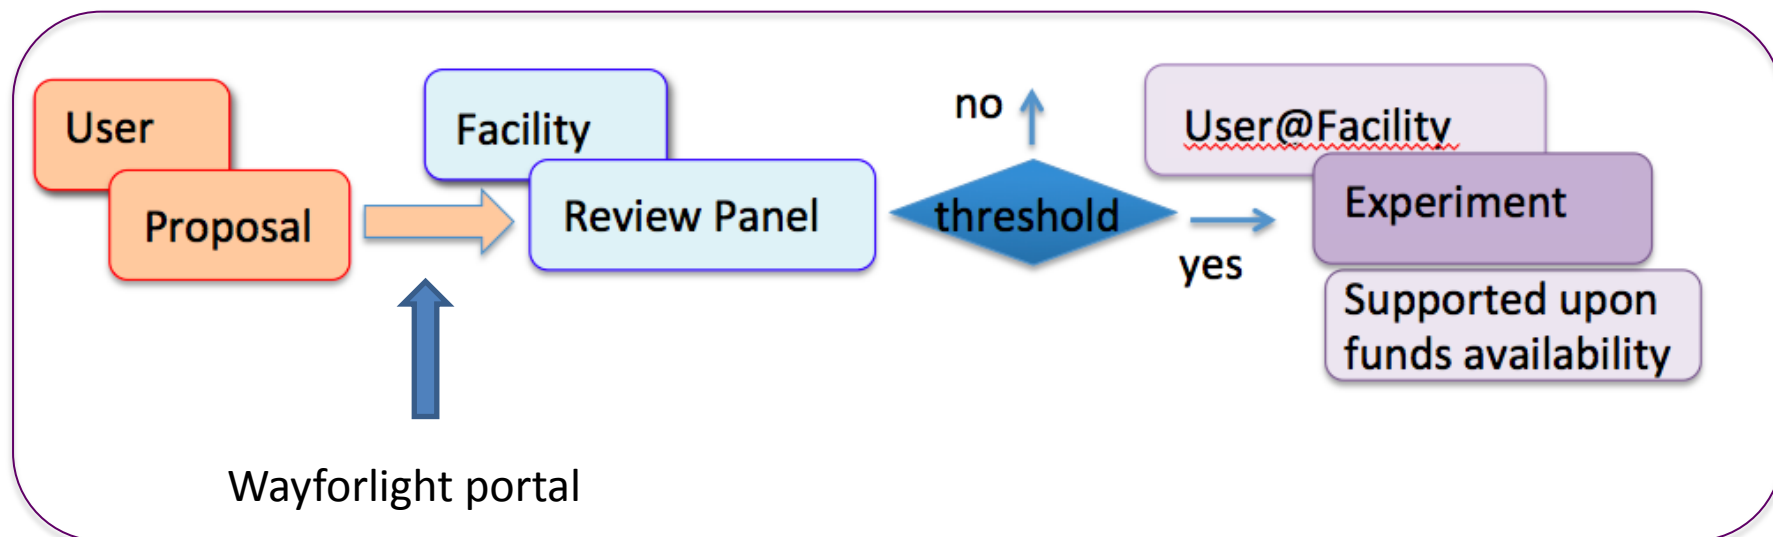 User
Proposal
Facility
Review Panel
no
threshold
yes
User@Facility
Experiment
Supported upon
funds availability
Wayforlight portal